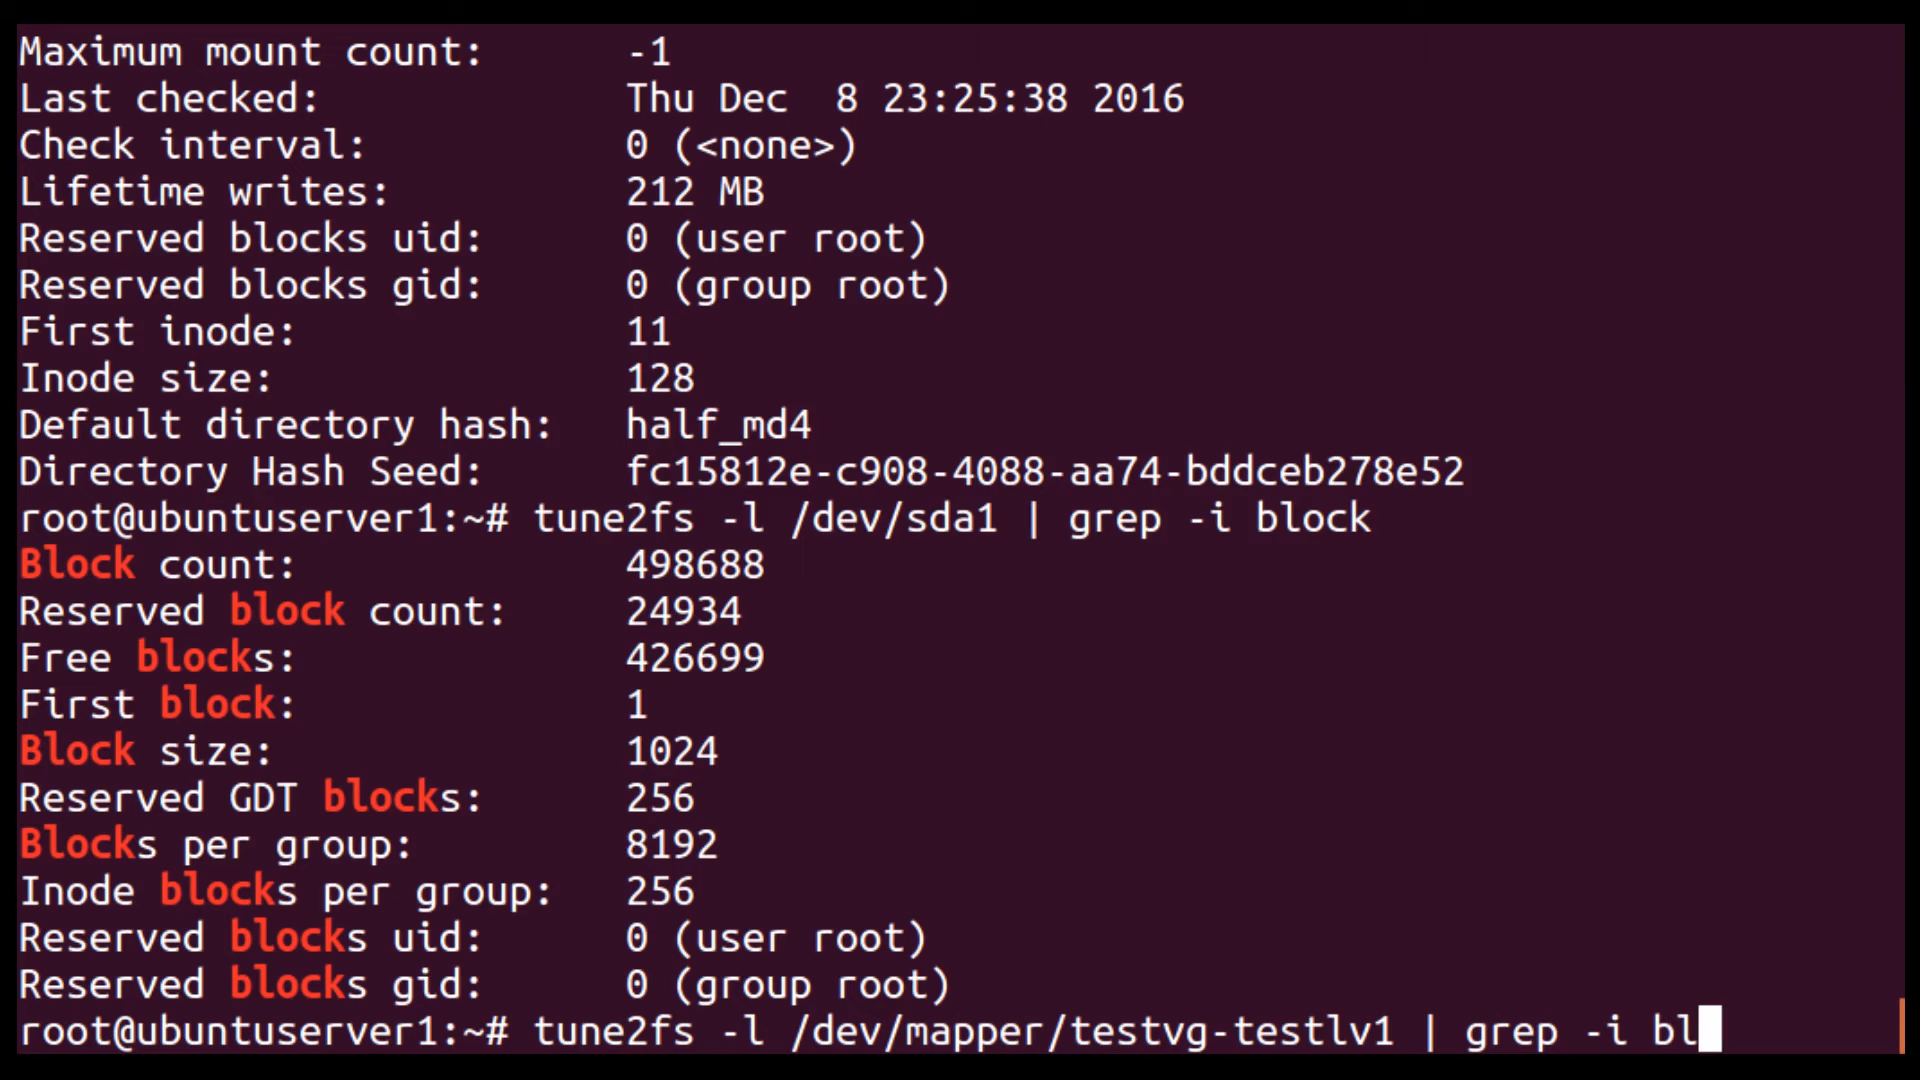 Maximum mount count:      -1
Last checked:             Thu Dec  8 23:25:38 2016
Check interval:           0 (<none>)
Lifetime writes:          212 MB
Reserved blocks uid:      0 (user root)
Reserved blocks gid:      0 (group root)
First inode:              11
Inode size:               128
Default directory hash:   half_md4
Directory Hash Seed:      fc15812e-c908-4088-aa74-bddceb278e52
root@ubuntuserver1:~# tune2fs -l /dev/sda1 | grep -i block
Block count:              498688
Reserved block count:     24934
Free blocks:              426699
First block:              1
Block size:               1024
Reserved GDT blocks:      256
Blocks per group:         8192
Inode blocks per group:   256
Reserved blocks uid:      0 (user root)
Reserved blocks gid:      0 (group root)
root@ubuntuserver1:~# tune2fs -l /dev/mapper/testvg-testlv1 | grep -i bl